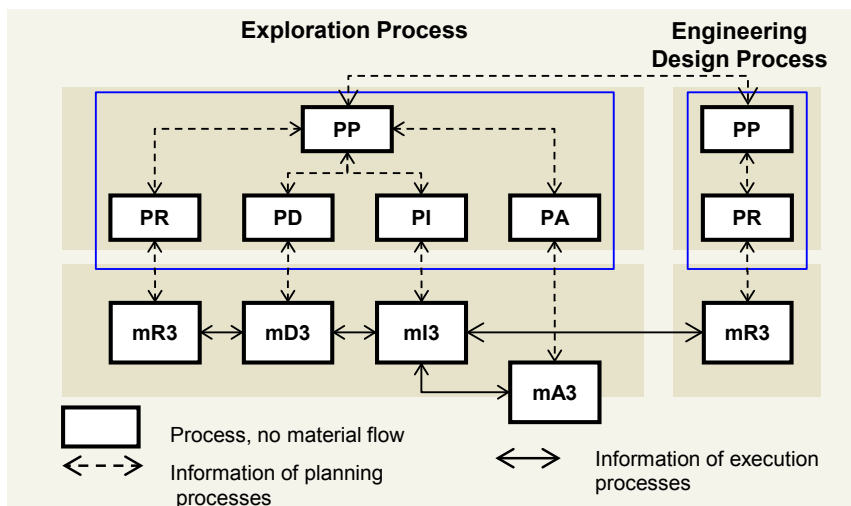 Exploration Process
Engineering
Design Process
PP
PP
PR
PD
PI
PA
PR
mR3
mD3
mI3
mR3
mA3
Process, no material flow
Information of planning
processes
Information of execution
processes